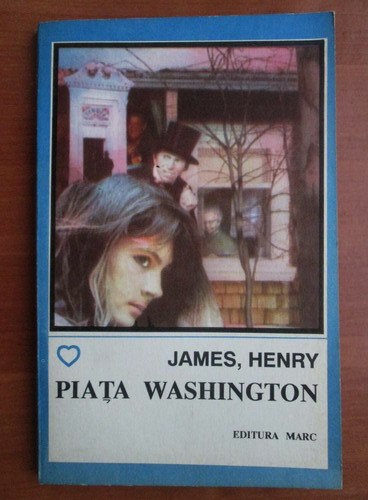 JAMES, HENRY
PIAȚA WASHINGTON
EDITURA MARC